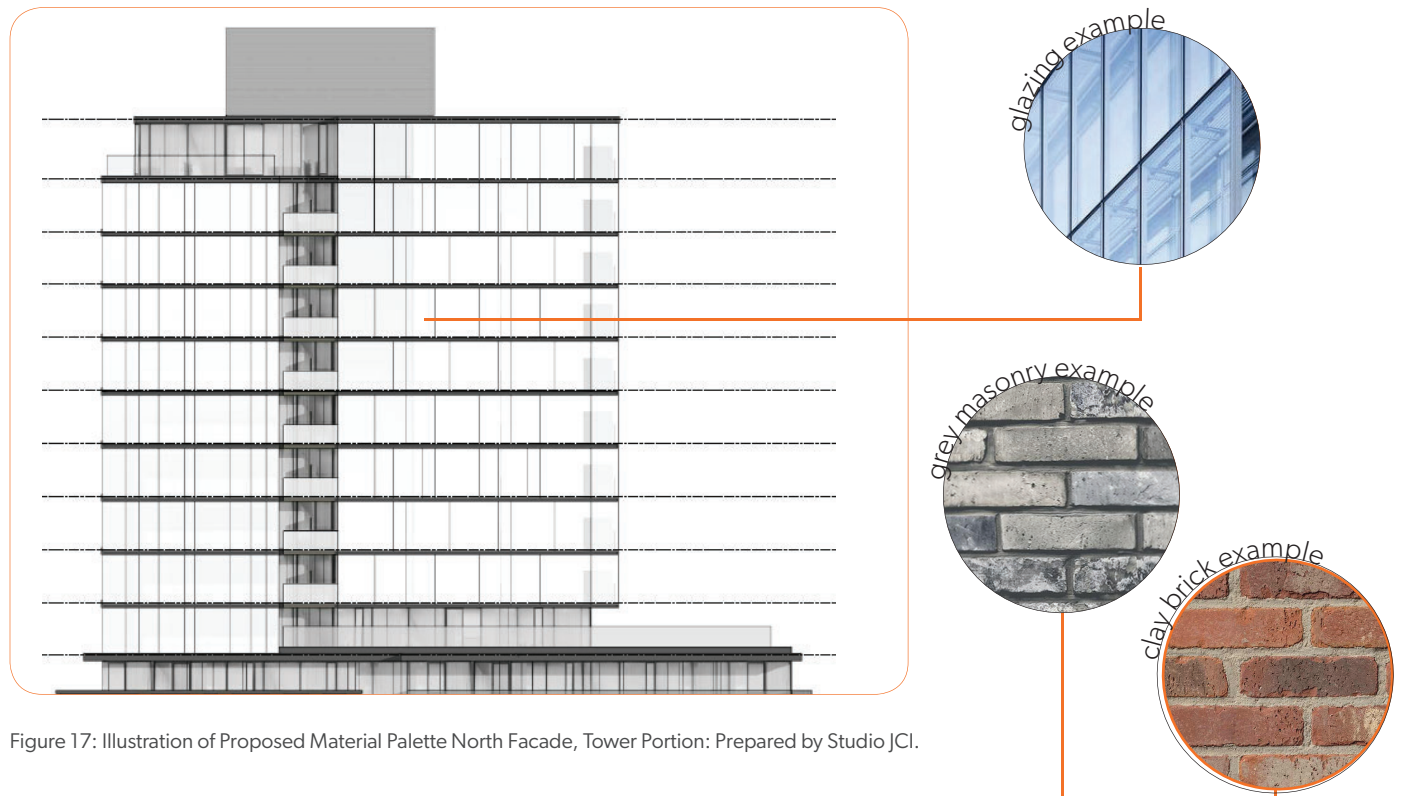 glazing example
grey masonry example
clay brick example
Figure 17: Illustration of Proposed Material Palette North Facade, Tower Portion: Prepared by Studio JCI.